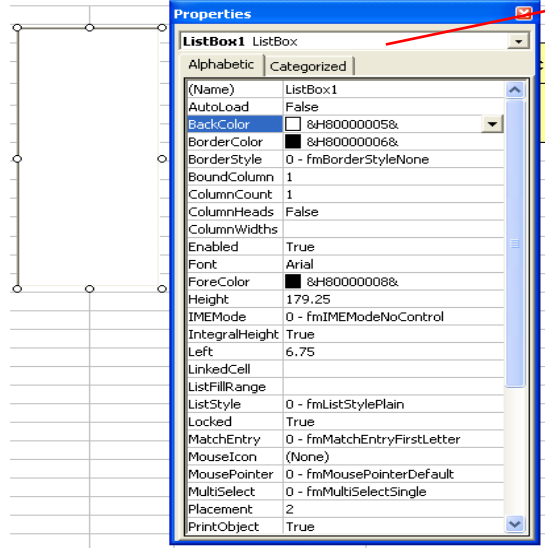 Properties
ListBox1 ListBox
Alphabetic Categorized
(Name) ListBox1
AutoLoad False
BackColor &H80000005&
BorderColor &H80000006&
BorderStyle 0 - fmBorderStyleNone
BoundColumn 1
ColumnCount 1
ColumnHeads False
ColumnWidths
Enabled True
Font Arial
ForeColor &H80000008&
Height 179.25
IMEMode 0 - fmIMEModeNoControl
IntegralHeight True
Left 6.75
LinkedCell
ListFillRange
ListStyle 0 - fmListStylePlain
Locked True
MatchEntry 0 - fmMatchEntryFirstLetter
MouseIcon (None)
MousePointer 0 - fmMousePointerDefault
MultiSelect 0 - fmMultiSelectSingle
Placement 2
PrintObject True